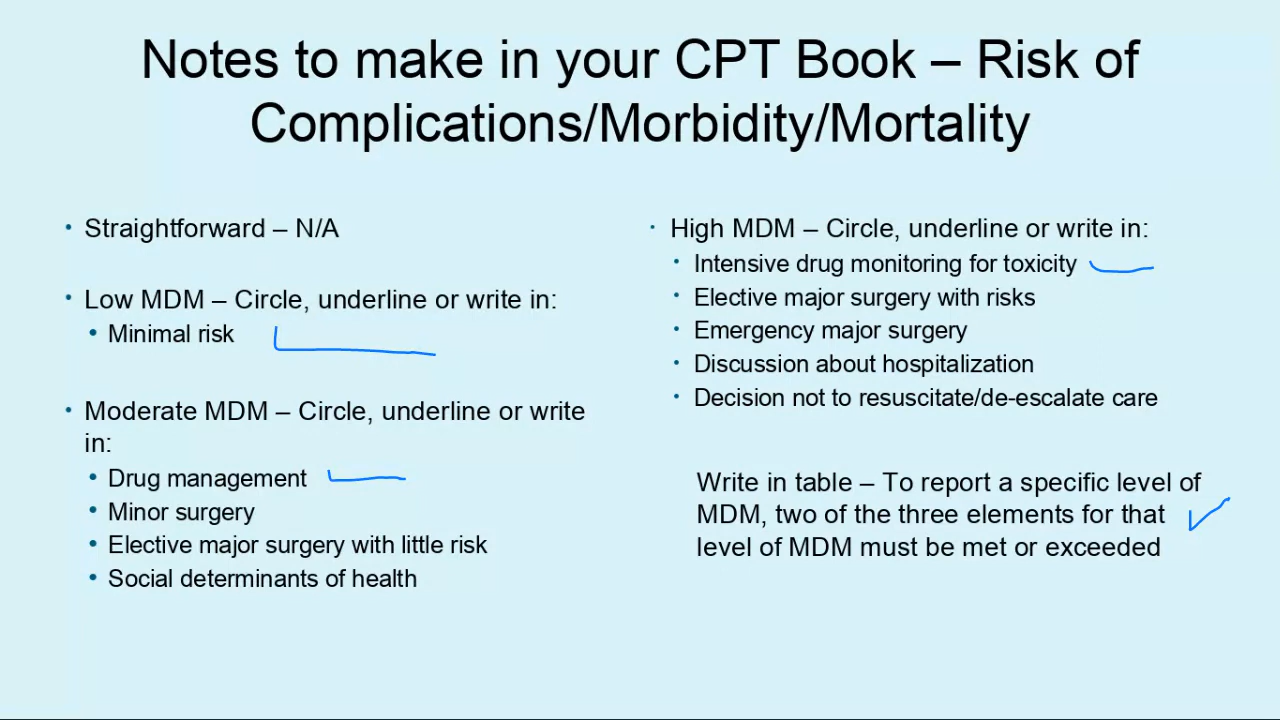 Notes to make in your CPT Book – Risk of
Complications/Morbidity/Mortality
• Straightforward – N/A
• Low MDM – Circle, underline or write in:
• Minimal risk
• Moderate MDM – Circle, underline or write
in:
• Drug management
• Minor surgery
• Elective major surgery with little risk
• Social determinants of health
• High MDM – Circle, underline or write in:
• Intensive drug monitoring for toxicity
• Elective major surgery with risks
• Emergency major surgery
• Discussion about hospitalization
• Decision not to resuscitate/de-escalate care
Write in table – To report a specific level of
MDM, two of the three elements for that
level of MDM must be met or exceeded